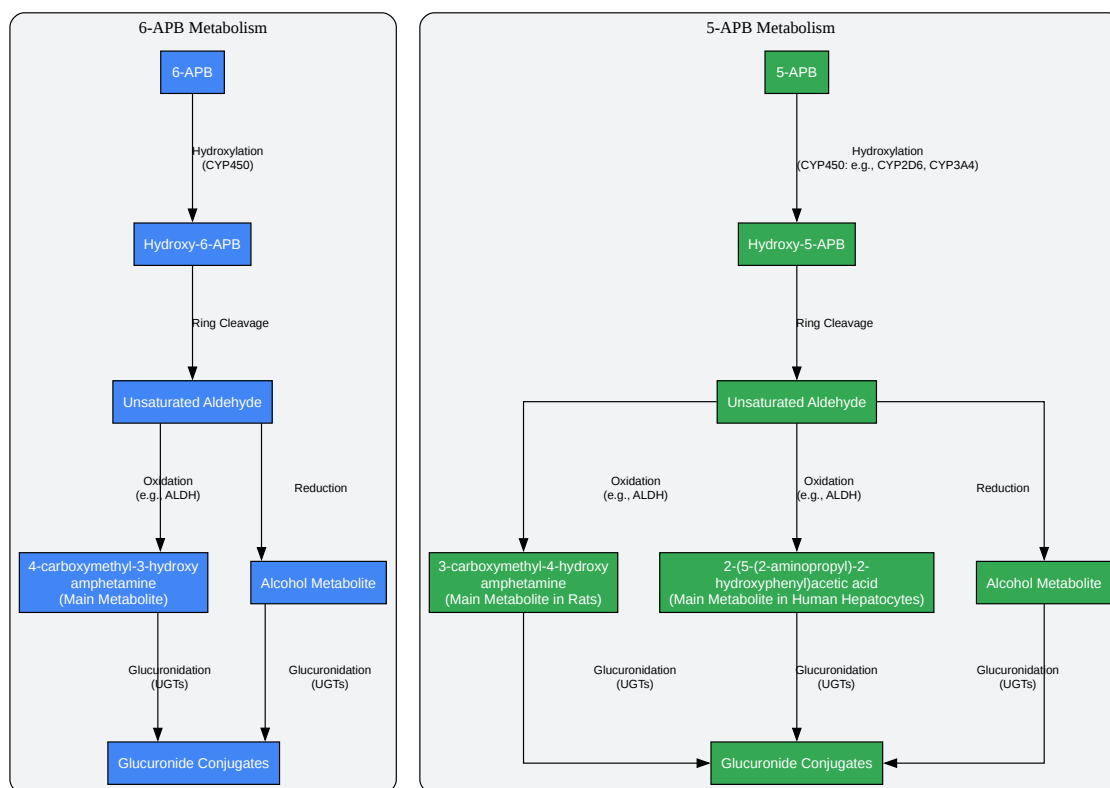 6-APB Metabolism
6-APB
Hydroxylation
(CYP450)
Hydroxy-6-APB
Ring Cleavage
Unsaturated Aldehyde
Oxidation
(e.g., ALDH)
Reduction
4-carboxymethyl-3-hydroxy
amphetamine
(Main Metabolite)
Alcohol Metabolite
Glucuronidation
(UGTs)
Glucuronidation
(UGTs)
Glucuronide Conjugates
5-APB Metabolism
5-APB
Hydroxylation
(CYP450: e.g., CYP2D6, CYP3A4)
Hydroxy-5-APB
Ring Cleavage
Unsaturated Aldehyde
Oxidation
(e.g., ALDH)
Oxidation
(e.g., ALDH)
Reduction
3-carboxymethyl-4-hydroxy
amphetamine
(Main Metabolite in Rats)
2-(5-(2-aminopropyl)-2-
hydroxyphenyl)acetic acid
(Main Metabolite in Human Hepatocytes)
Alcohol Metabolite
Glucuronidation
(UGTs)
Glucuronidation
(UGTs)
Glucuronidation
(UGTs)
Glucuronide Conjugates